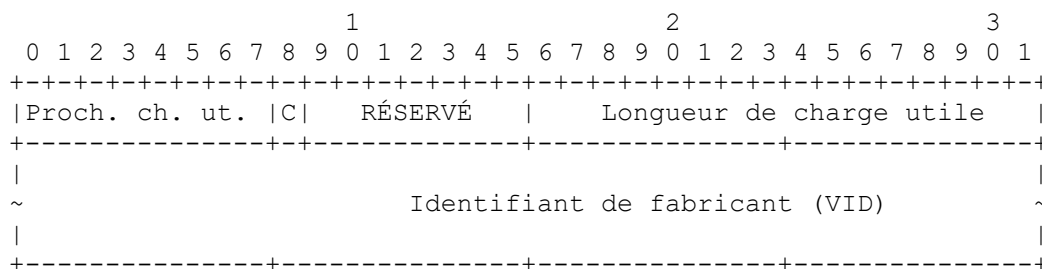 1                   2                   3
 0 1 2 3 4 5 6 7 8 9 0 1 2 3 4 5 6 7 8 9 0 1 2 3 4 5 6 7 8 9 0 1
+-+-+-+-+-+-+-+-+-+-+-+-+-+-+-+-+-+-+-+-+-+-+-+-+-+-+-+-+-+-+-+-+
|Proch. ch. ut. |C|   RÉSERVÉ   |    Longueur de charge utile   |
+---------------+-+-------------+---------------+---------------+
|                                                               |
~                         Identifiant de fabricant (VID)         ~
|                                                               |
+---------------+---------------+---------------+---------------+